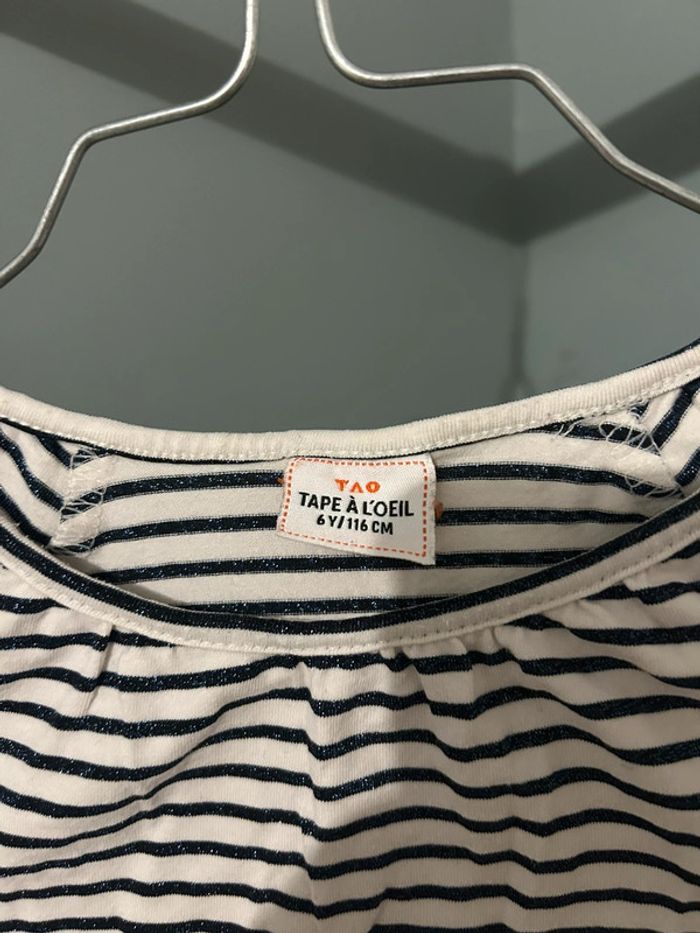 TAO
TAPE À L'OEIL
6 Y/116 CM